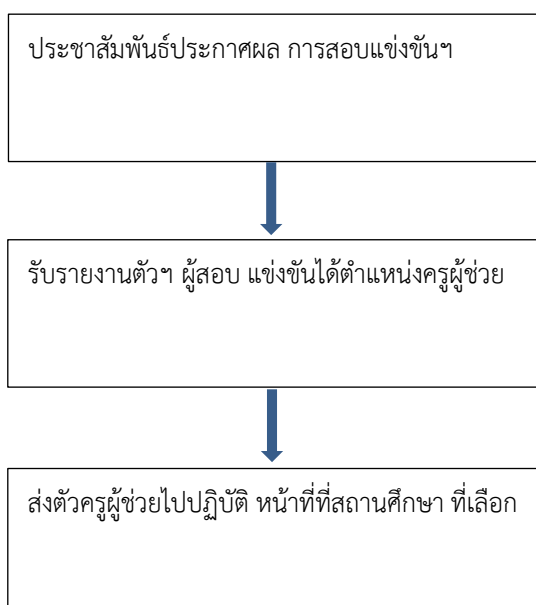 ประชาสัมพันธ์ประกาศผล การสอบแข่งขันฯ
รับรายงานตัวฯ ผู้สอบ แข่งขันได้ตำแหน่งครูผู้ช่วย
ส่งตัวครูผู้ช่วยไปปฏิบัติ หน้าที่ที่สถานศึกษา ที่เลือก